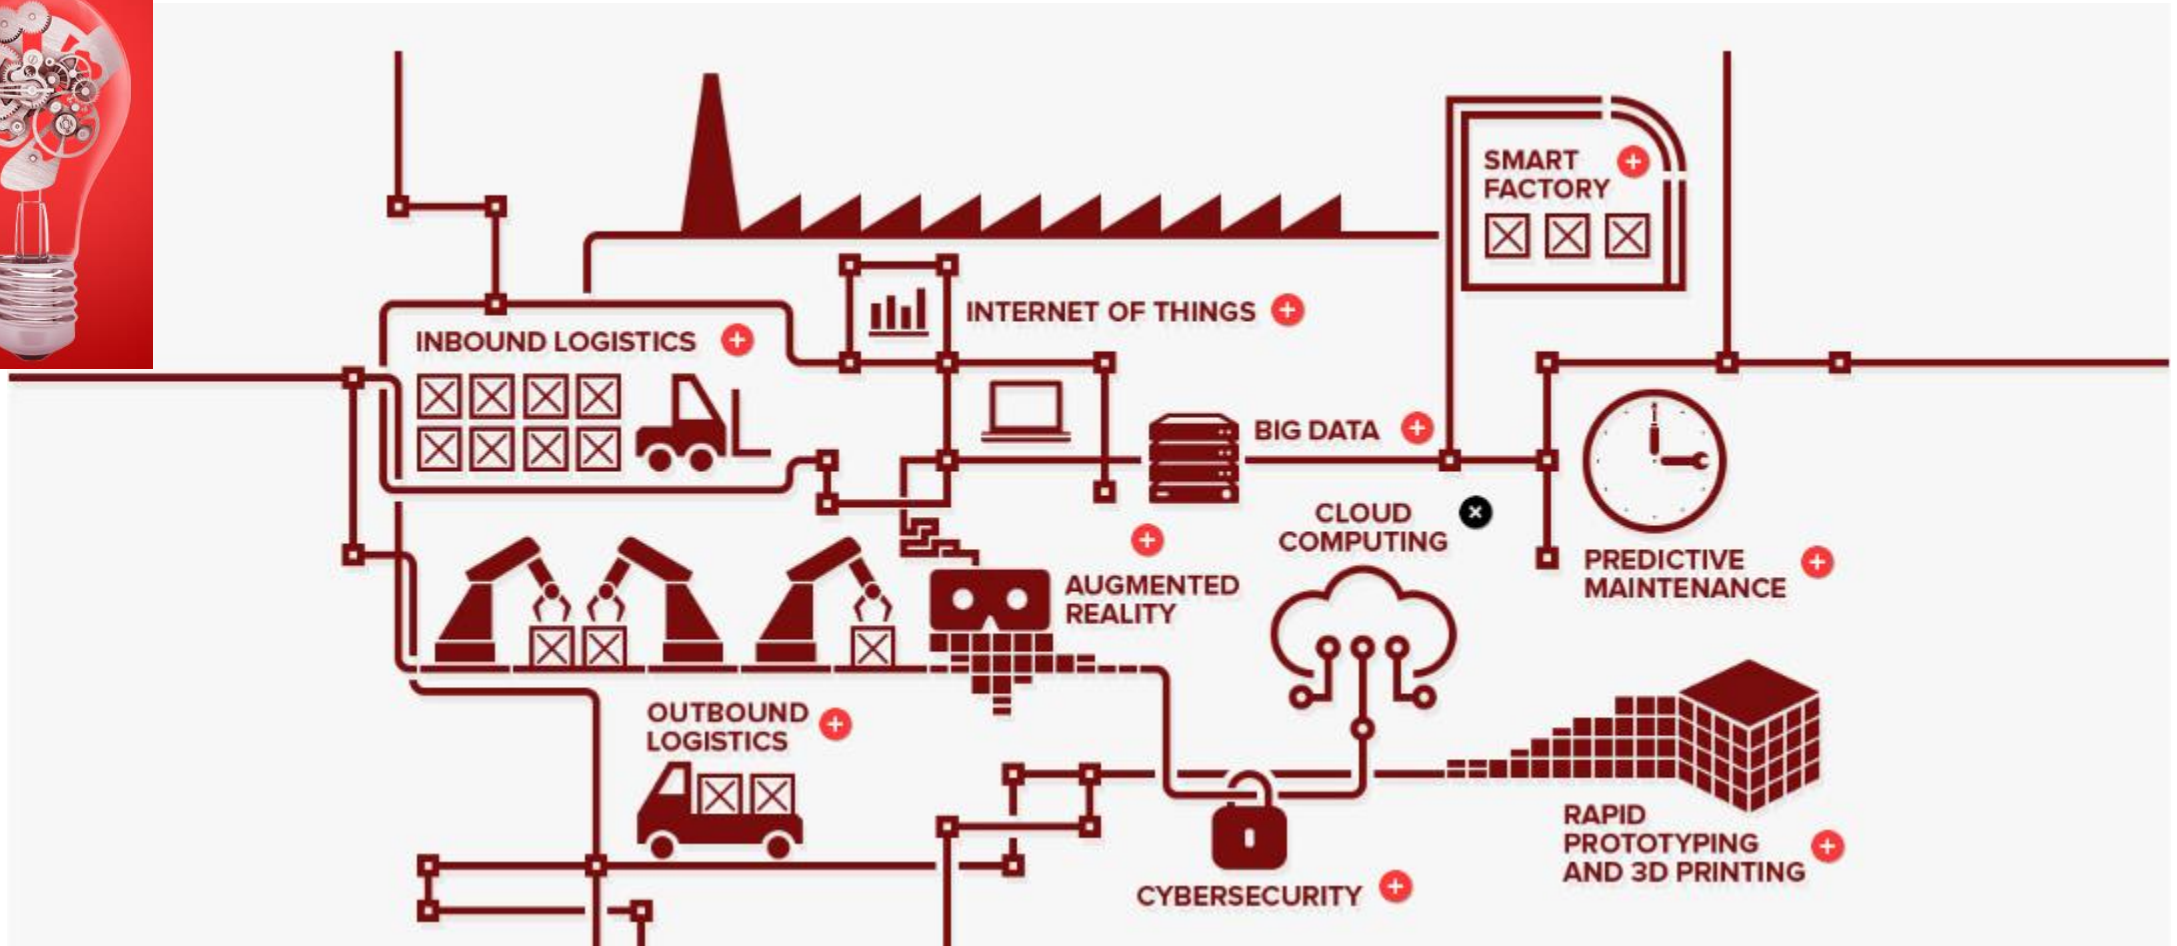 SMART
FACTORY
INTERNET OF THINGS
INBOUND LOGISTICS
BIG DATA
CLOUD
COMPUTING
PREDICTIVE
MAINTENANCE
AUGMENTED
REALITY
OUTBOUND
LOGISTICS
RAPID
PROTOTYPING
AND 3D PRINTING
CYBERSECURITY